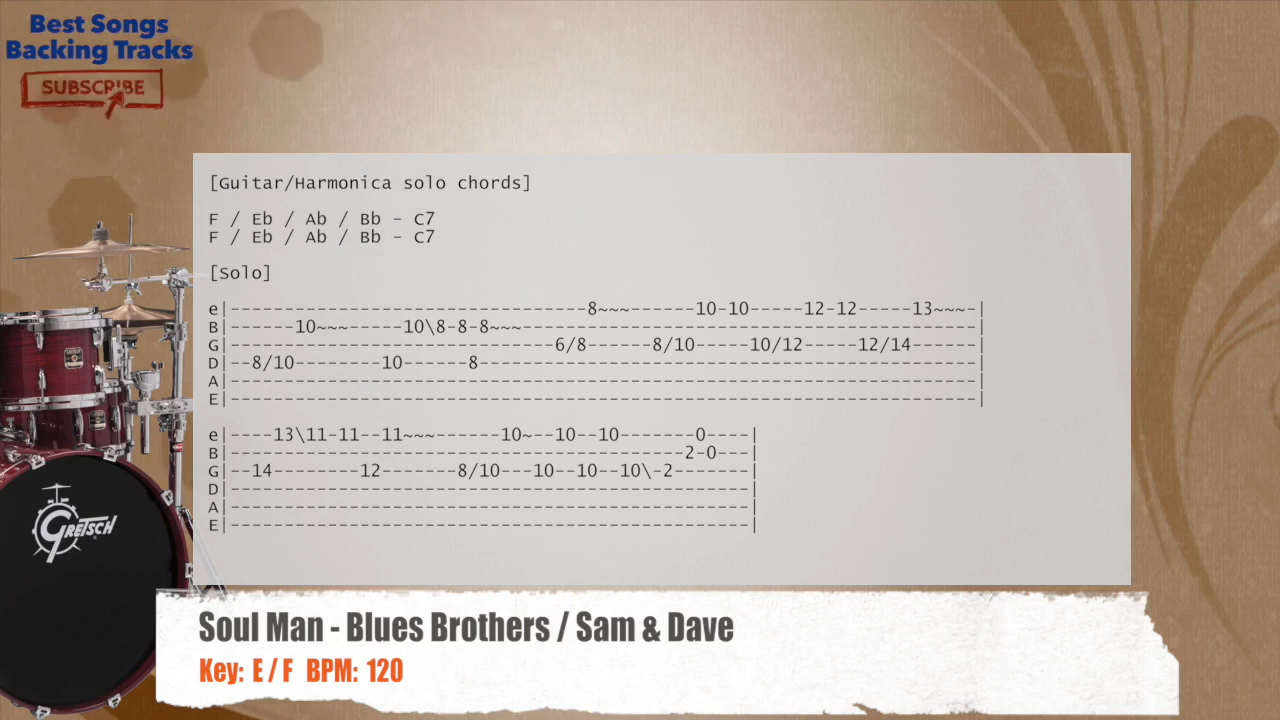 Best Songs
Backing Tracks
SUBSCRIBE
[Guitar/Harmonica solo chords]
F / Eb / Ab / Bb - C7
F / Eb / Ab / Bb - C7
[Solo]
e|---------------------------------8~~~------10-10-----12-12-----13~~~-|
B|------10~~~-----10\8-8-8~~~------------------------------------------|
G|------------------------------6/8------8/10-----10/12-----12/14------|
D|--8/10--------10------8----------------------------------------------|
A|---------------------------------------------------------------------|
E|---------------------------------------------------------------------|
e|----13\11-11--11~~~------10~--10--10-------0----|
B|------------------------------------------2-0---|
G|--14--------12-------8/10---10--10--10\-2-------|
D|------------------------------------------------|
A|------------------------------------------------|
E|------------------------------------------------|
GRETSCH
Soul Man - Blues Brothers / Sam & Dave
Key: E / F BPM: 120